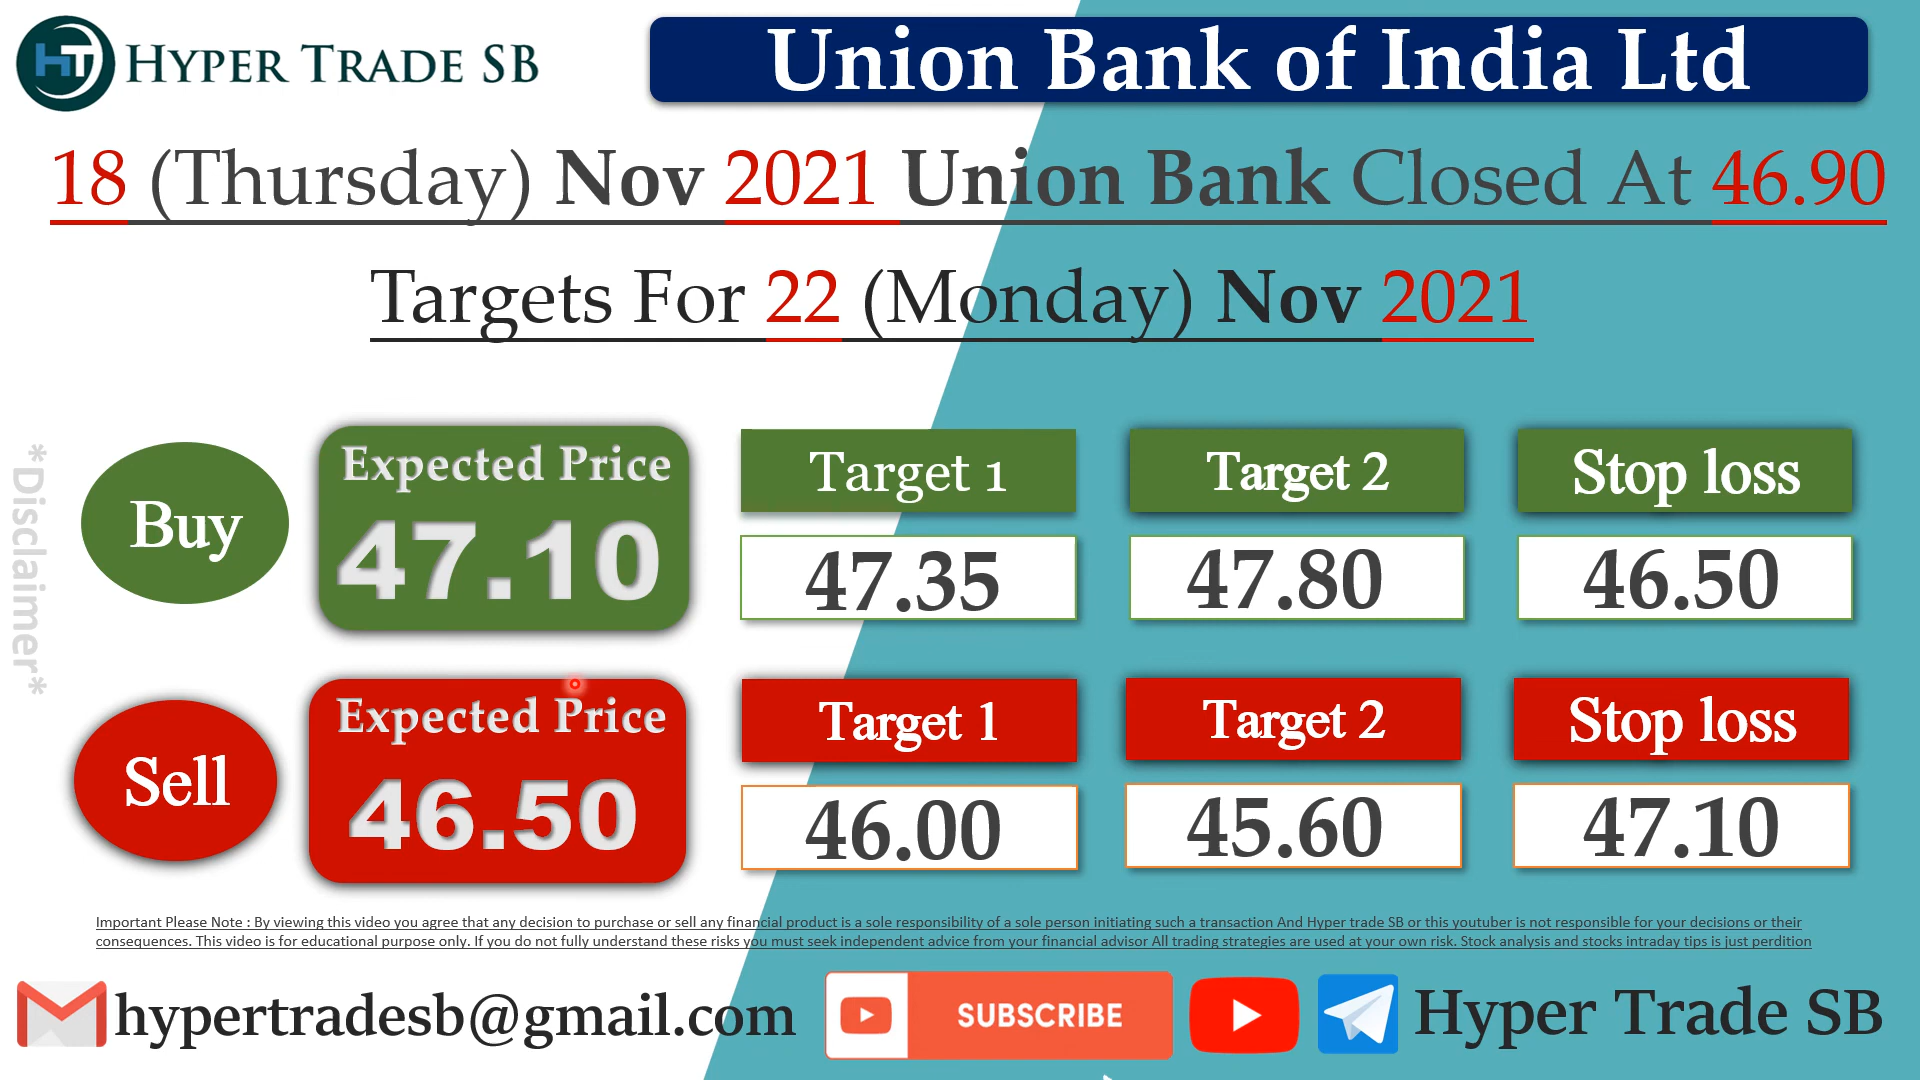 HT HYPER TRADE SB
Union Bank of India Ltd
18 (Thursday) Nov 2021 Union Bank Closed At 46.90
Targets For 22 (Monday) Nov 2021
*Disclaimer*
Buy
Expected Price
47.10
Target 1
47.35
Target 2
47.80
Stop loss
46.50
Sell
Expected Price
46.50
Target 1
46.00
Target 2
45.60
Stop loss
47.10
Important Please Note : By viewing this video you agree that any decision to purchase or sell any financial product is a sole responsibility of a sole person initiating such a transaction And Hyper trade SB or this youtuber is not responsible for your decisions or their
consequences. This video is for educational purpose only. If you do not fully understand these risks you must seek independent advice from your financial advisor All trading strategies are used at your own risk. Stock analysis and stocks intraday tips is just perdition
hypertradesb@gmail.com
SUBSCRIBE
Hyper Trade SB